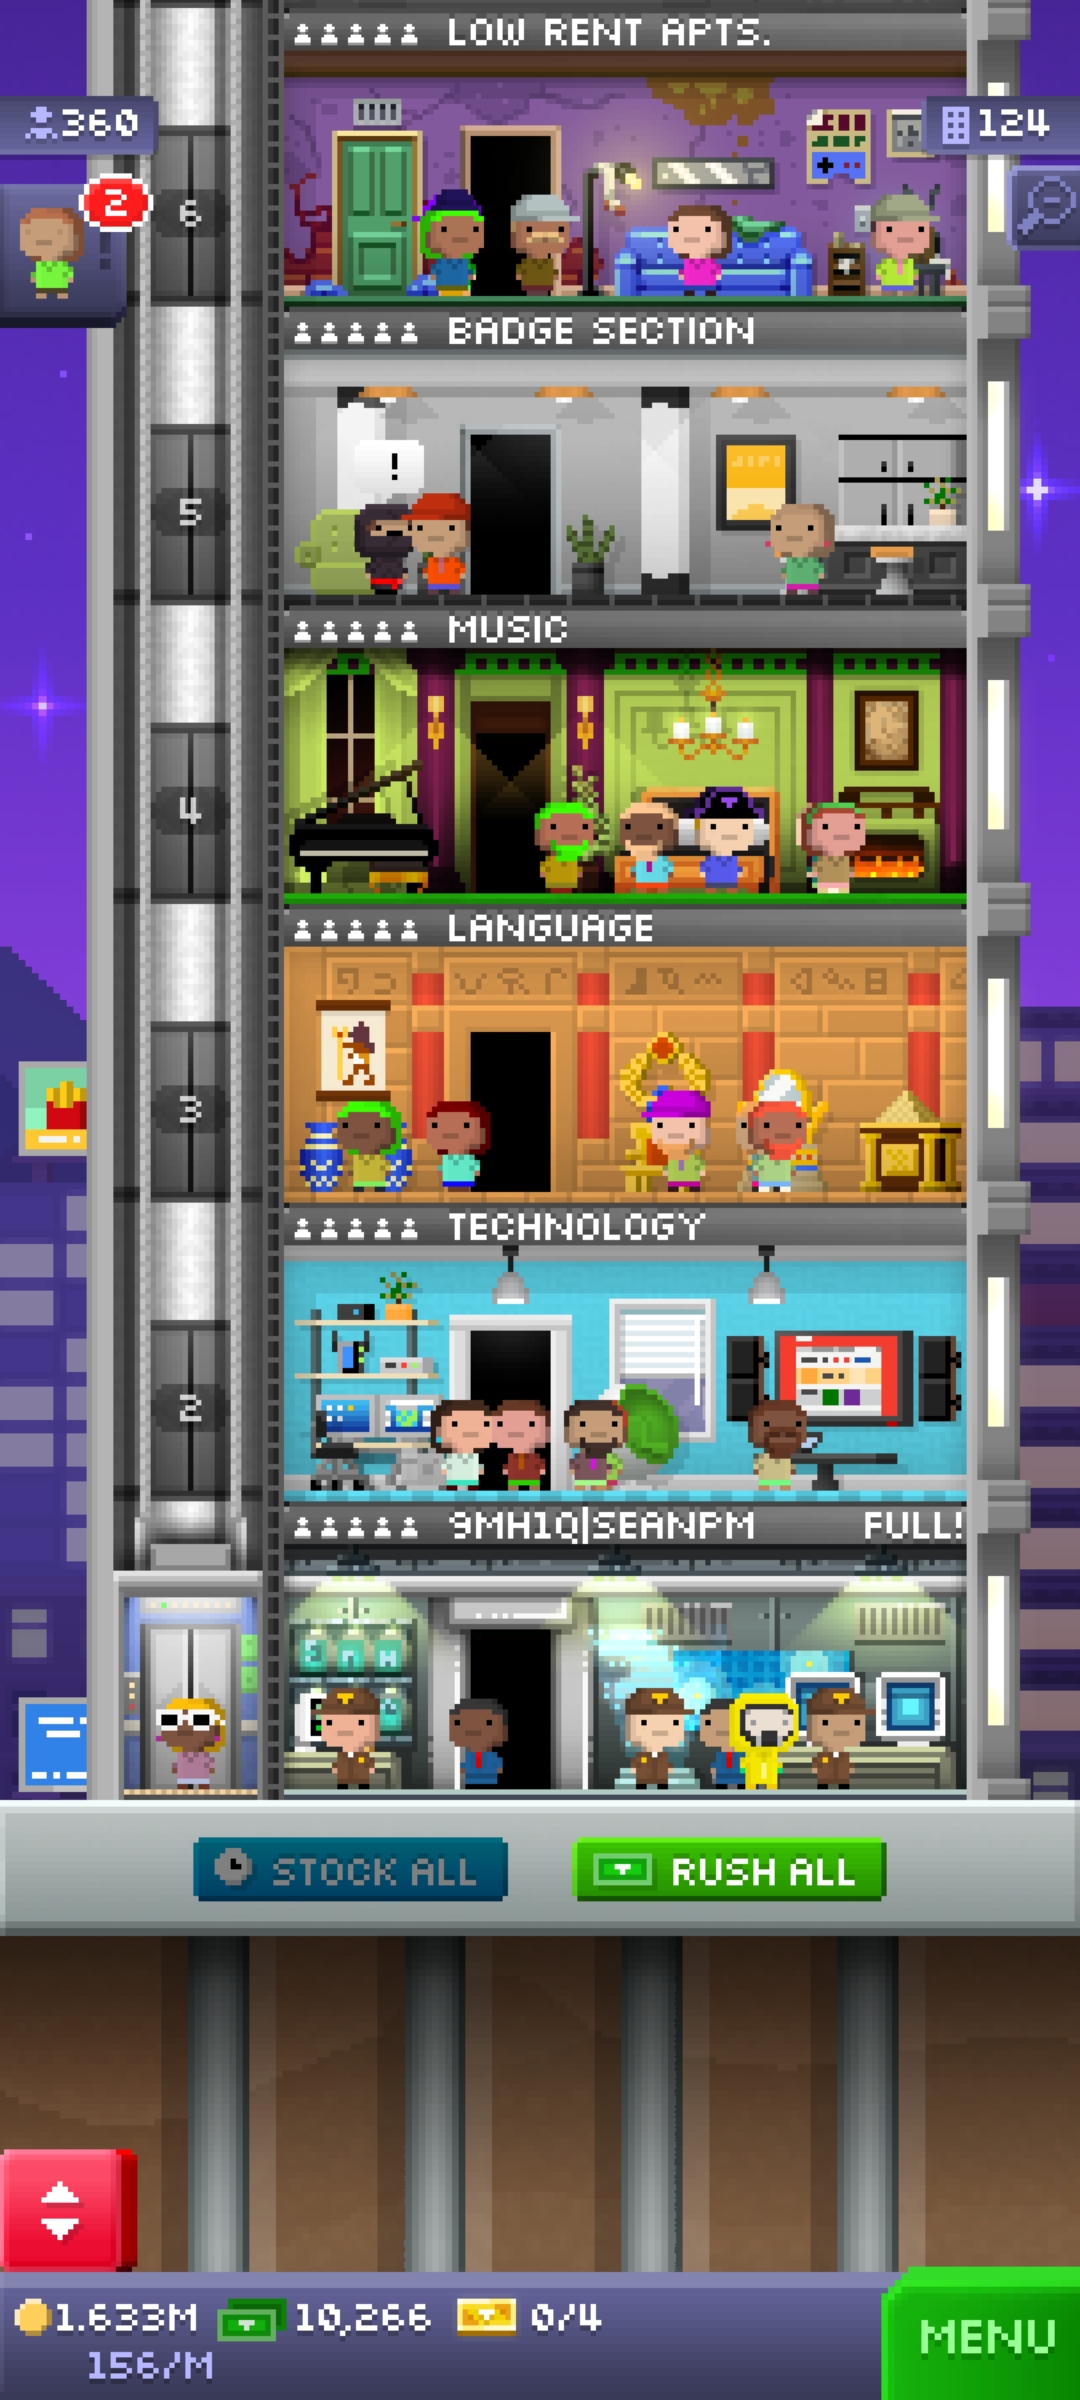 LOW RENT APTS.
360
124
2
6
BADGE SECTION
!
5
MUSIC
4
LANGUAGE
3
TECHNOLOGY
2
9MH1Q|SEANPM FULL!
STOCK ALL
RUSH ALL
1.633M 10,266 0/4
156/M
MENU